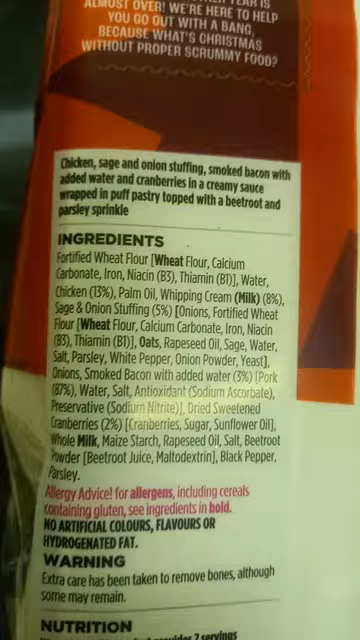 YEAR IS
ALMOST OVER! WE'RE HERE TO HELP
YOU GO OUT WITH A BANG,
BECAUSE WHAT'S CHRISTMAS
WITHOUT PROPER SCRUMMY FOOD?
Chicken, sage and onion stuffing, smoked bacon with
added water and cranberries in a creamy sauce
wrapped in puff pastry topped with a beetroot and
parsley sprinkle
INGREDIENTS
Fortified Wheat Flour [Wheat Flour, Calcium
Carbonate, Iron, Niacin (B3), Thiamin (B1)], Water,
Chicken (13%), Palm Oil, Whipping Cream (Milk) (8%),
Sage & Onion Stuffing (5%) [Onions, Fortified Wheat
Flour [Wheat Flour, Calcium Carbonate, Iron, Niacin
(B3), Thiamin (B1)], Oats, Rapeseed Oil, Sage, Water,
Salt, Parsley, White Pepper, Onion Powder, Yeast],
Onions, Smoked Bacon with added water (3%) [Pork
(87%), Water, Salt, Antioxidant (Sodium Ascorbate),
Preservative (Sodium Nitrite)], Dried Sweetened
Cranberries (2%) [Cranberries, Sugar, Sunflower Oil],
Whole Milk, Maize Starch, Rapeseed Oil, Salt, Beetroot
Powder [Beetroot Juice, Maltodextrin], Black Pepper,
Parsley.
Allergy Advice! for allergens, including cereals
containing gluten, see ingredients in bold.
NO ARTIFICIAL COLOURS, FLAVOURS OR
HYDROGENATED FAT.
WARNING
Extra care has been taken to remove bones, although
some may remain.
NUTRITION
provides 2 servings